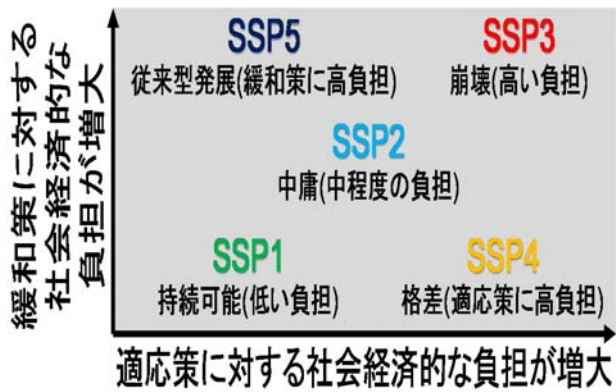 緩和策に対する
社会経済的な
負担が増大
SSP5
従来型発展(緩和策に高負担)
SSP3
崩壊(高い負担)
SSP2
中庸(中程度の負担)
SSP1
持続可能(低い負担)
SSP4
格差(適応策に高負担)
適応策に対する社会経済的な負担が増大